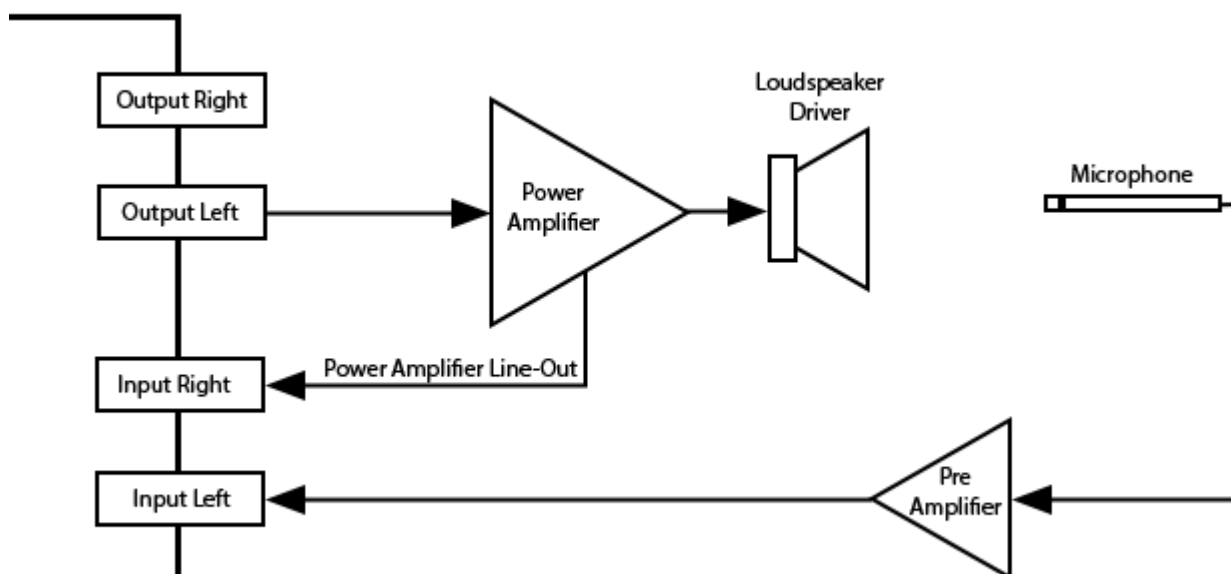 Output Right
Loudspeaker
Driver
Microphone
Output Left
Power
Amplifier
Power Amplifier Line-Out
Input Right
Input Left
Pre
Amplifier